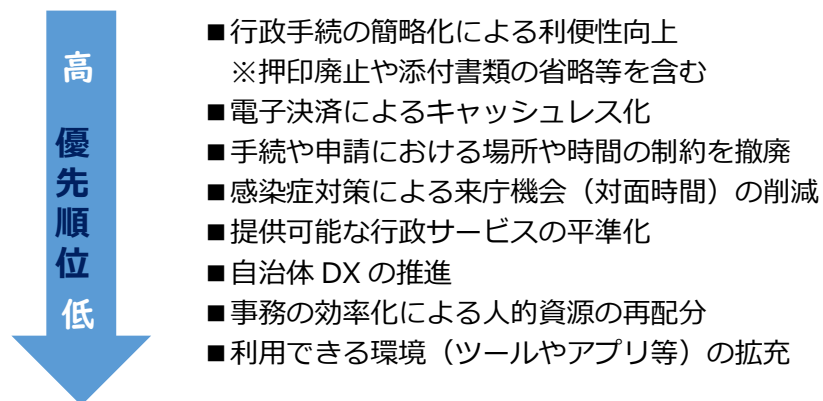 高
優先順位
低
■行政手続の簡略化による利便性向上
※押印廃止や添付書類の省略等を含む
■電子決済によるキャッシュレス化
■手続や申請における場所や時間の制約を撤廃
■感染症対策による来庁機会（対面時間）の削減
■提供可能な行政サービスの平準化
■自治体 DX の推進
■事務の効率化による人的資源の再配分
■利用できる環境（ツールやアプリ等）の拡充